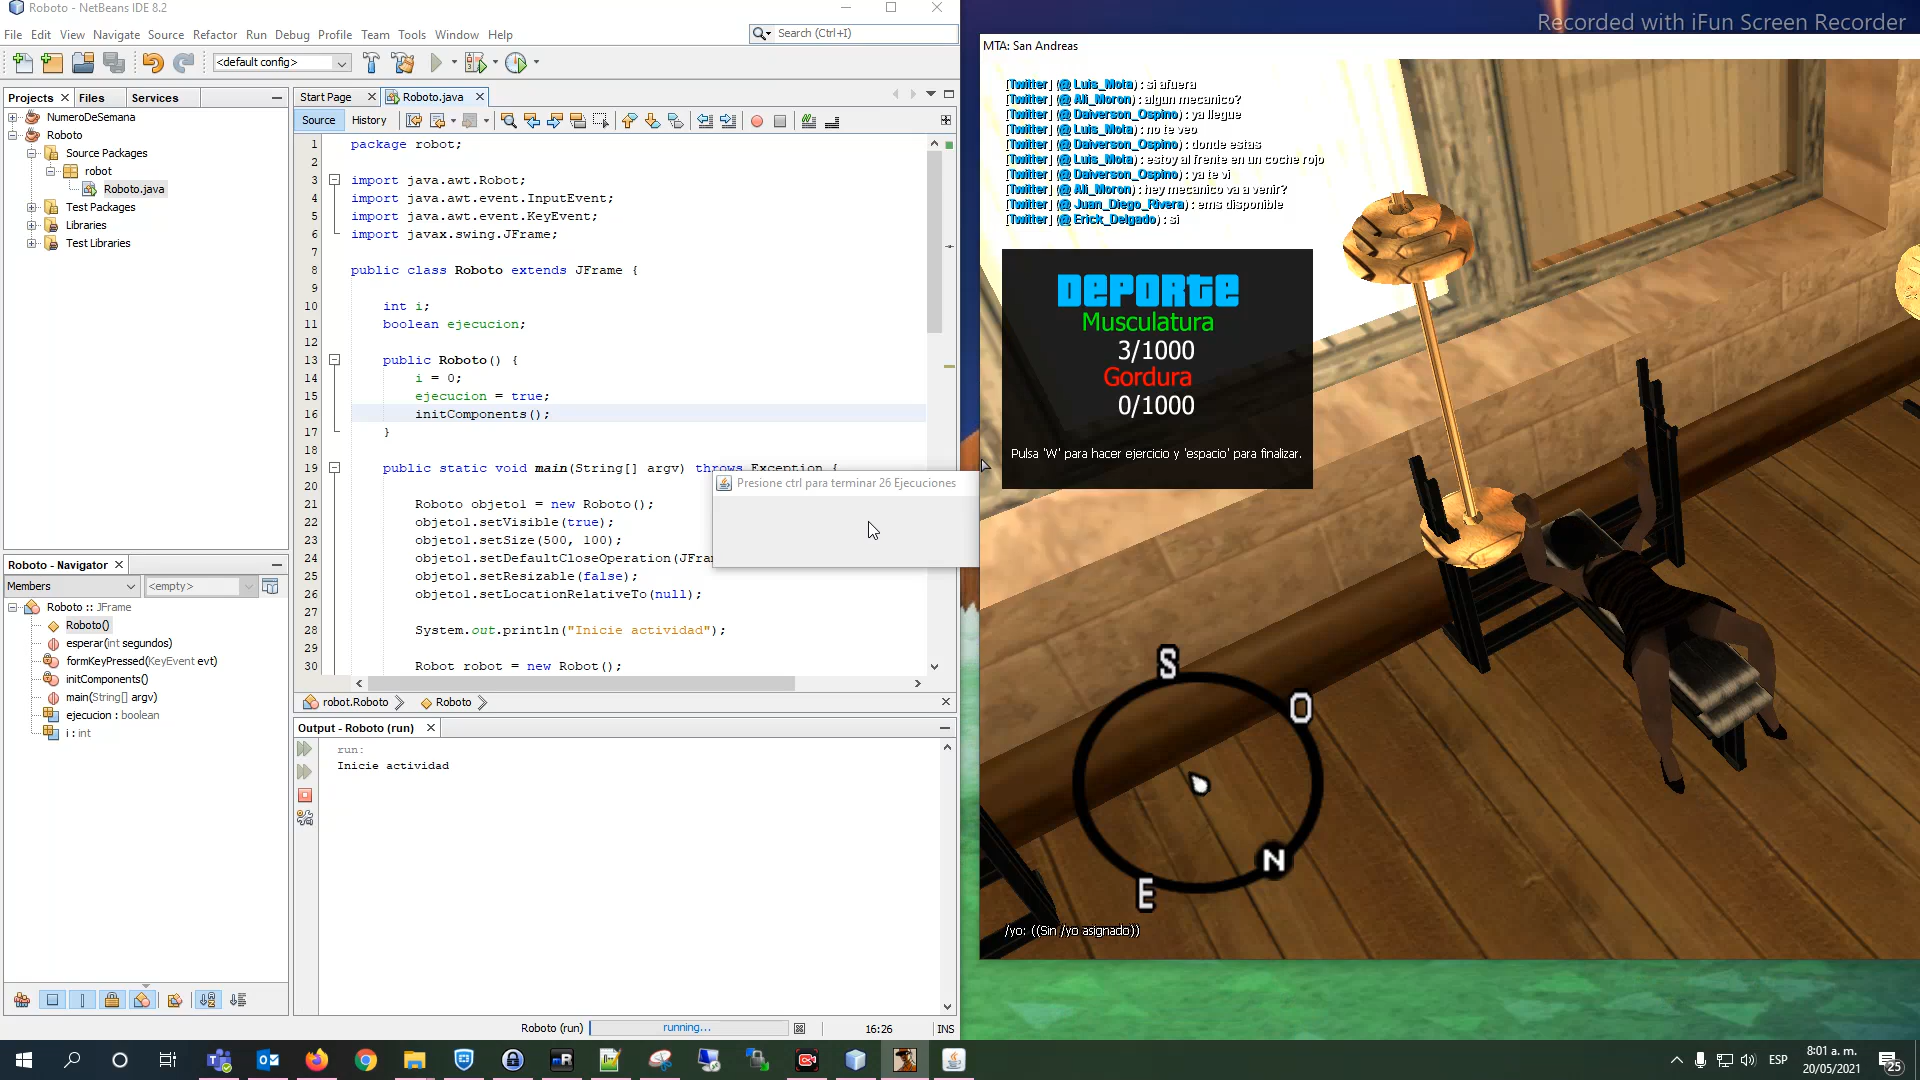 Roboto - NetBeans IDE 8.2
File Edit View Navigate Source Refactor Run Debug Profile Team Tools Window Help
Search (Ctrl+I)
<default config>
Projects Files Services
NumeroDeSemana
Roboto
Source Packages
robot
Roboto.java
Test Packages
Libraries
Test Libraries
Start Page Roboto.java
Source History
1 package robot;
2
3 import java.awt.Robot;
4 import java.awt.event.InputEvent;
5 import java.awt.event.KeyEvent;
6 import javax.swing.JFrame;
7
8 public class Roboto extends JFrame {
9
10 int i;
11 boolean ejecucion;
12
13 public Roboto() {
14 i = 0;
15 ejecucion = true;
16 initComponents();
17 }
18
19 public static void main(String[] argv) throws Exception {
20
21 Roboto objeto1 = new Roboto();
22 objeto1.setVisible(true);
23 objeto1.setSize(500, 100);
24 objeto1.setDefaultCloseOperation(JFram
25 objeto1.setResizable(false);
26 objeto1.setLocationRelativeTo(null);
27
28 System.out.println("Inicie actividad");
29
30 Robot robot = new Robot();
Presione ctrl para terminar 26 Ejecuciones
robot.Roboto Roboto
Roboto - Navigator
Members <empty>
Roboto :: JFrame
Roboto()
esperar(int segundos)
formKeyPressed(KeyEvent evt)
initComponents()
main(String[] argv)
ejecucion : boolean
i : int
Output - Roboto (run)
run:
Inicie actividad
Roboto (run) running... 16:26 INS
Recorded with iFun Screen Recorder
MTA: San Andreas
[Twitter] (@ Luis_Mota) : si afuera
[Twitter] (@ Ali_Moron) : algun mecanico?
[Twitter] (@ Daiverson_Ospino) : ya llegue
[Twitter] (@ Luis_Mota) : no te veo
[Twitter] (@ Daiverson_Ospino) : donde estas
[Twitter] (@ Luis_Mota) : estoy al frente en un coche rojo
[Twitter] (@ Daiverson_Ospino) : ya te vi
[Twitter] (@ Ali_Moron) : hey mecanico va a venir?
[Twitter] (@ Juan_Diego_Rivera) : ems disponible
[Twitter] (@ Erick_Delgado) : si
DEPORTE
Musculatura
3/1000
Gordura
0/1000
Pulsa 'W' para hacer ejercicio y 'espacio' para finalizar.
S
O
N
E
/yo: ((Sin /yo asignado))
ESP
8:01 a. m.
20/05/2021
25